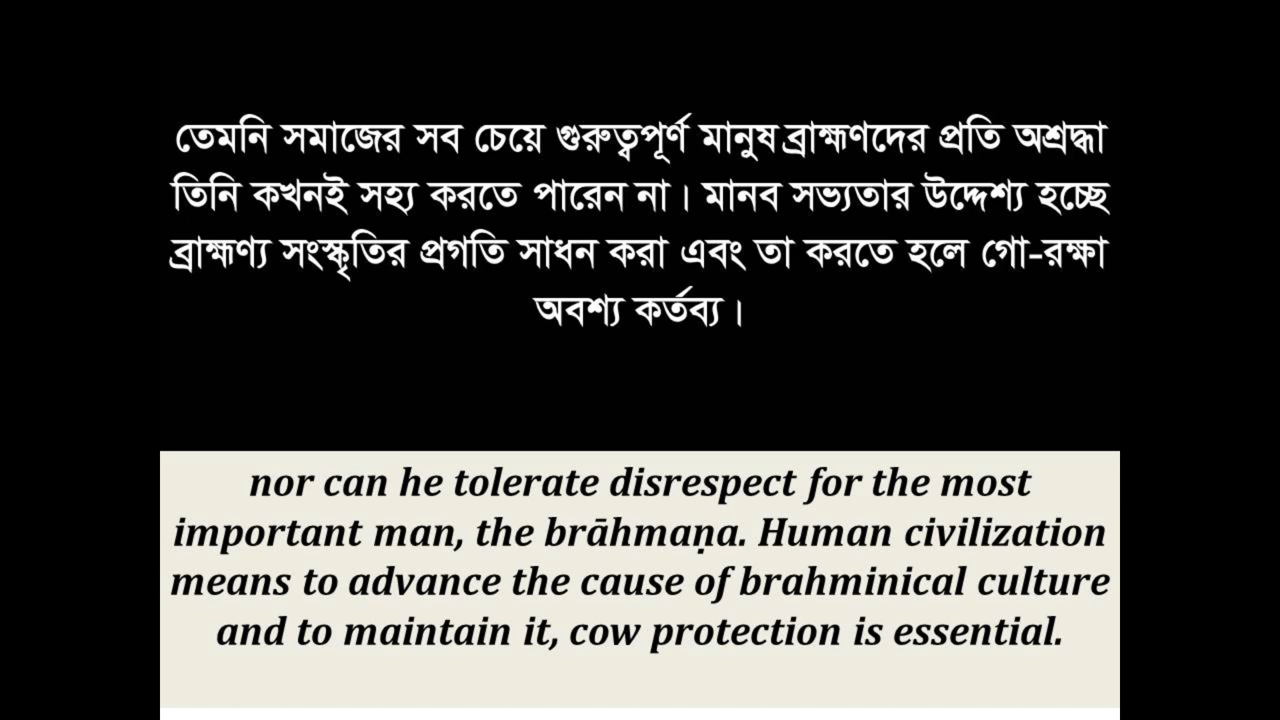 তেমনি সমাজের সব চেয়ে গুরুত্বপূর্ণ মানুষ ব্রাহ্মণদের প্রতি অশ্রদ্ধা
তিনি কখনই সহ্য করতে পারেন না। মানব সভ্যতার উদ্দেশ্য হচ্ছে
ব্রাহ্মণ্য সংস্কৃতির প্রগতি সাধন করা এবং তা করতে হলে গো-রক্ষা
অবশ্য কর্তব্য।
nor can he tolerate disrespect for the most
important man, the brāhmaṇa. Human civilization
means to advance the cause of brahminical culture
and to maintain it, cow protection is essential.